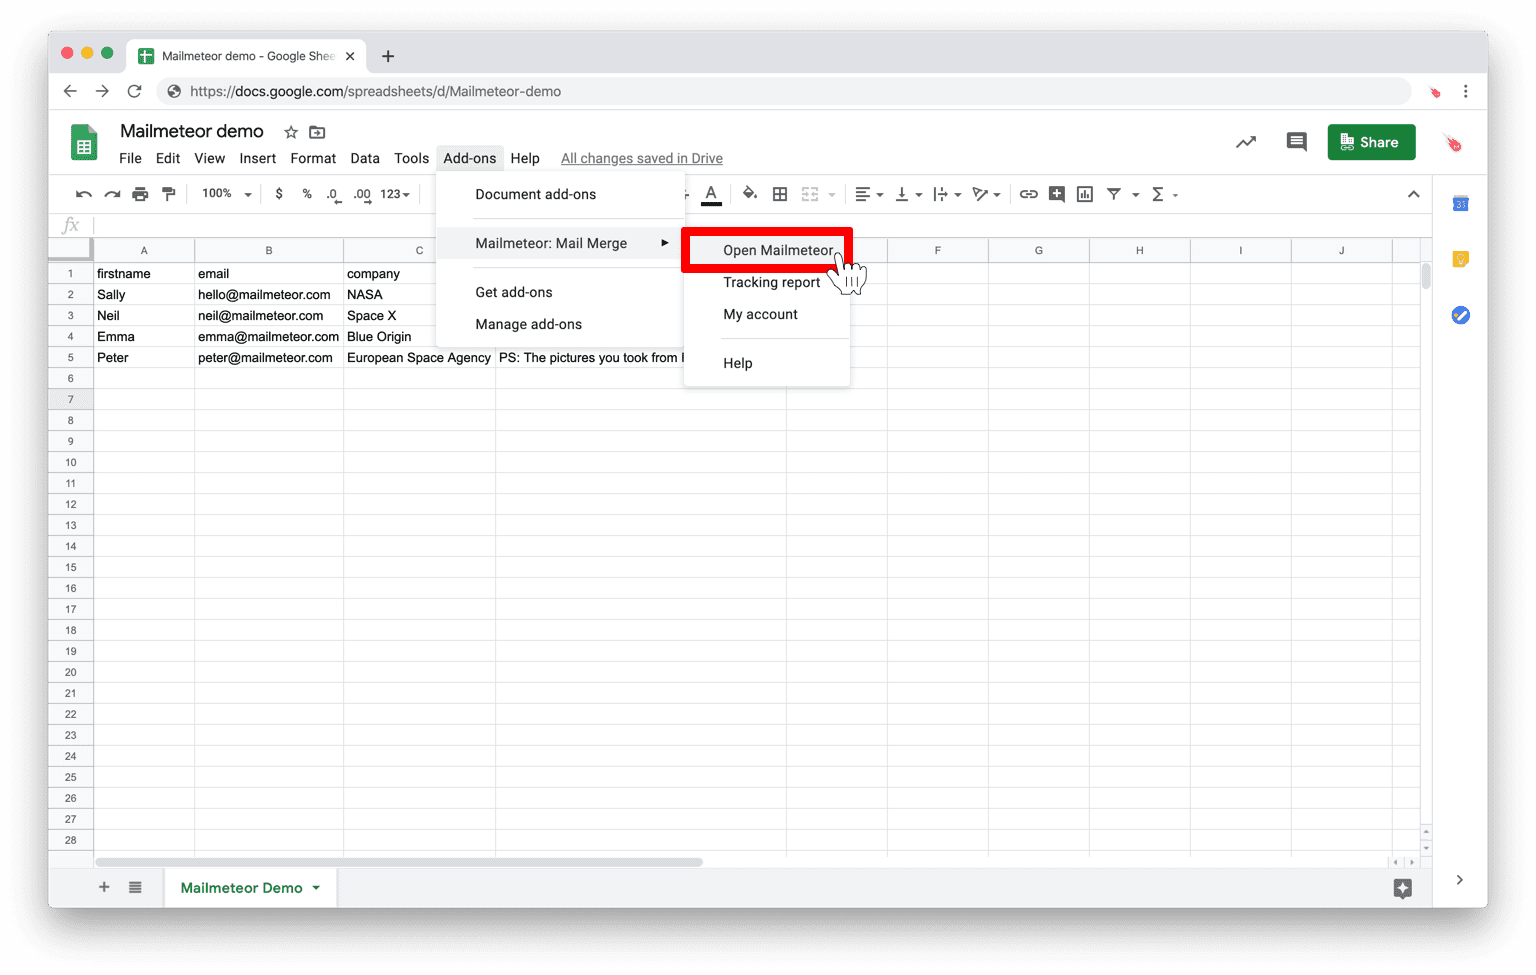 Mailmeteor demo - Google Shee
https://docs.google.com/spreadsheets/d/Mailmeteor-demo
Mailmeteor demo
File Edit View Insert Format Data Tools Add-ons Help All changes saved in Drive
Share
100% $ % .0 .00 123 A Σ
31
Document add-ons
Mailmeteor: Mail Merge
Get add-ons
Manage add-ons
Open Mailmeteor
Tracking report
My account
Help
fx
A B C F G H I J
1 firstname email company
2 Sally hello@mailmeteor.com NASA
3 Neil neil@mailmeteor.com Space X
4 Emma emma@mailmeteor.com Blue Origin
5 Peter peter@mailmeteor.com European Space Agency PS: The pictures you took from
6
7
8
9
10
11
12
13
14
15
16
17
18
19
20
21
22
23
24
25
26
27
28
Mailmeteor Demo